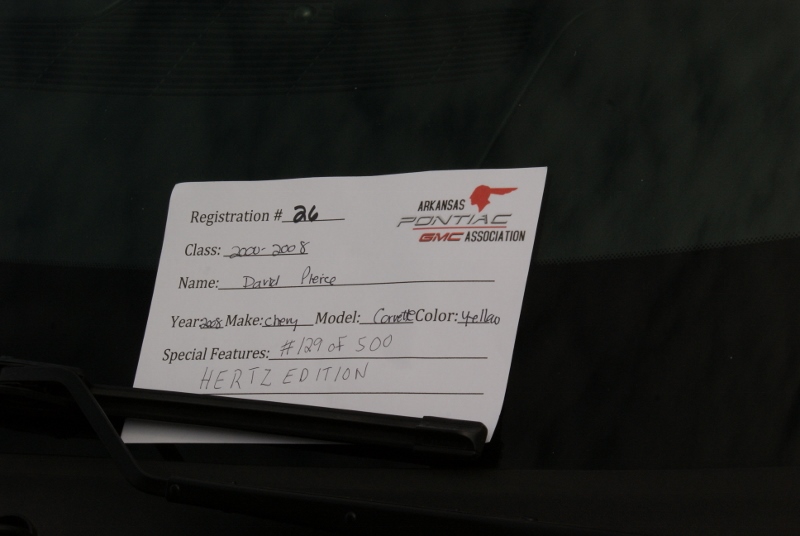 Registration # 26
ARKANSAS
PONTIAC
GMC ASSOCIATION
Class: 2000-2008
Name: David Pierce
Year: 2008 Make: Chevy Model: Corvette Color: Yellow
Special Features: #129 OF 500
HERTZ EDITION